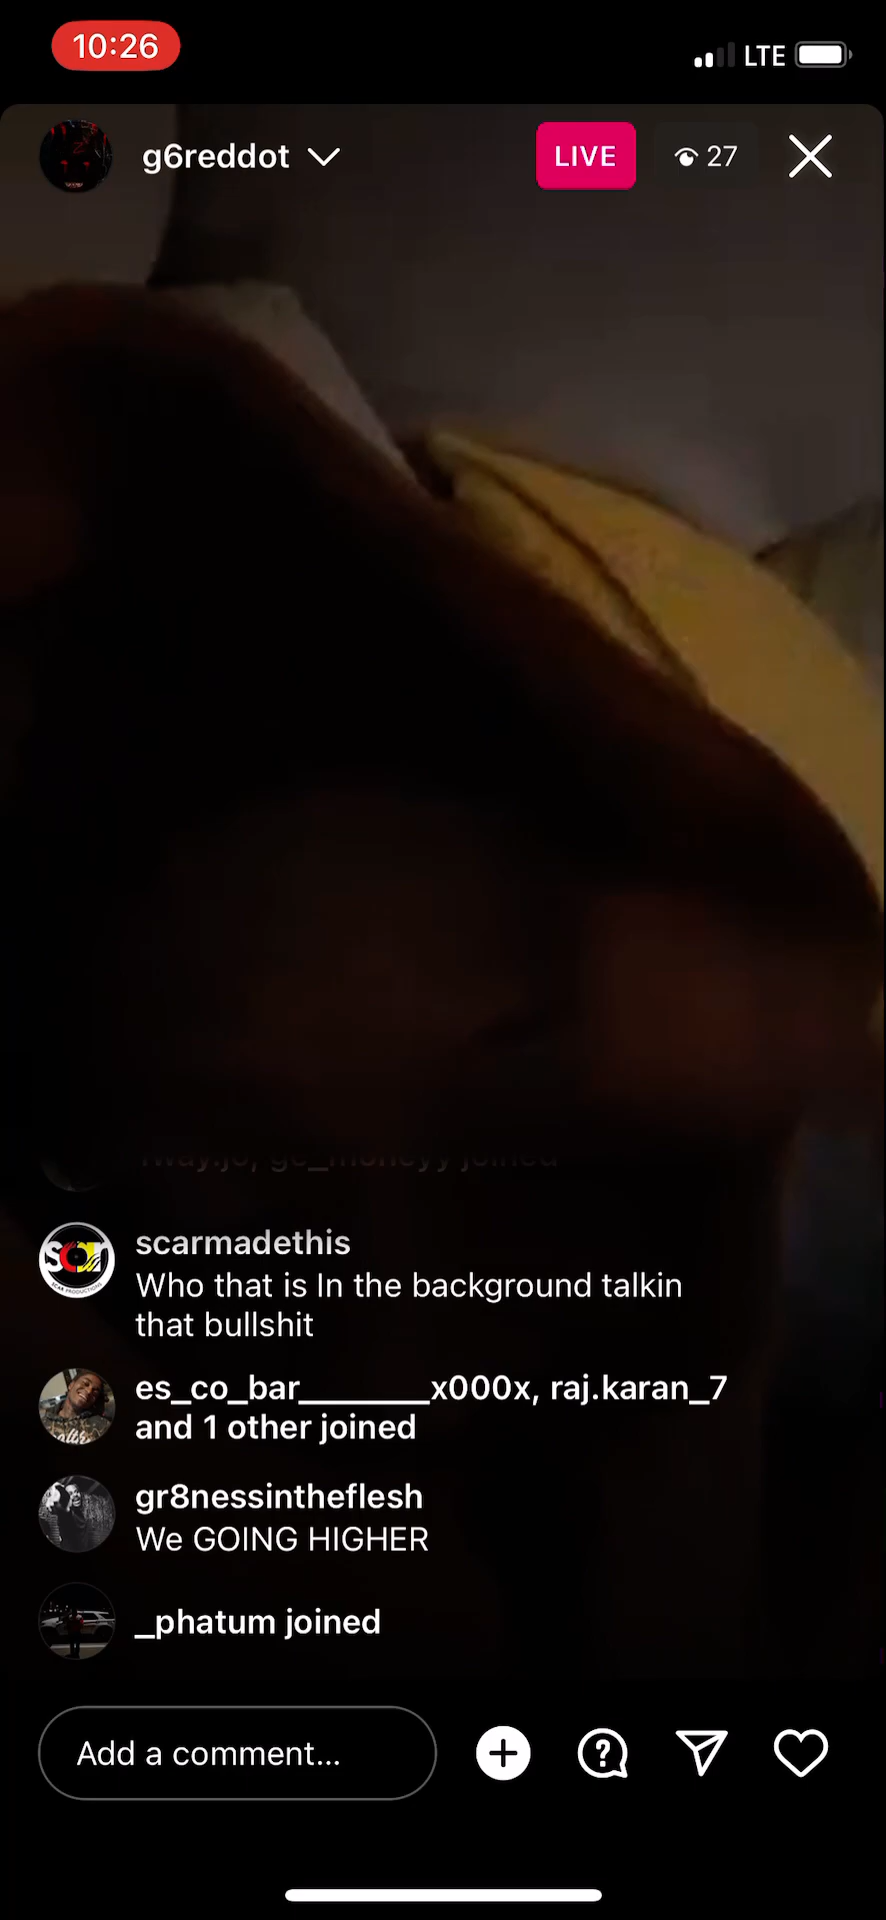 10:26
LTE
g6reddot
LIVE
27
scarmadethis
Who that is In the background talkin
that bullshit
es_co_bar________x000x, raj.karan_7
and 1 other joined
gr8nessintheflesh
We GOING HIGHER
_phatum joined
Add a comment...